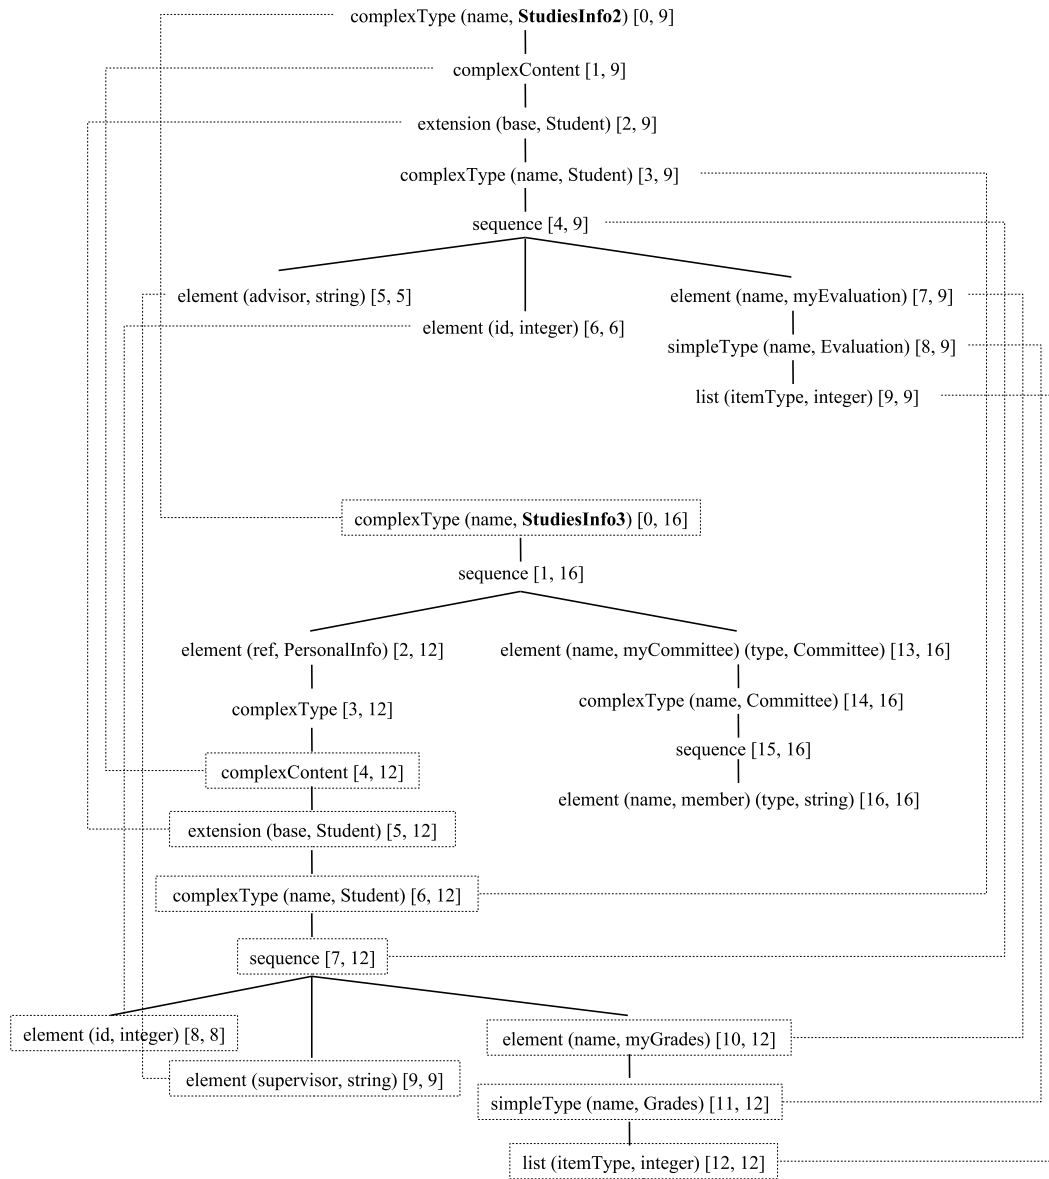 complexType (name, StudiesInfo2) [0, 9]
complexContent [1, 9]
extension (base, Student) [2, 9]
complexType (name, Student) [3, 9]
sequence [4, 9]
element (advisor, string) [5, 5]
element (name, myEvaluation) [7, 9]
element (id, integer) [6, 6]
simpleType (name, Evaluation) [8, 9]
list (itemType, integer) [9, 9]
complexType (name, StudiesInfo3) [0, 16]
sequence [1, 16]
element (ref, PersonalInfo) [2, 12]
element (name, myCommittee) (type, Committee) [13, 16]
complexType [3, 12]
complexType (name, Committee) [14, 16]
sequence [15, 16]
complexContent [4, 12]
element (name, member) (type, string) [16, 16]
extension (base, Student) [5, 12]
complexType (name, Student) [6, 12]
sequence [7, 12]
element (id, integer) [8, 8]
element (name, myGrades) [10, 12]
element (supervisor, string) [9, 9]
simpleType (name, Grades) [11, 12]
list (itemType, integer) [12, 12]